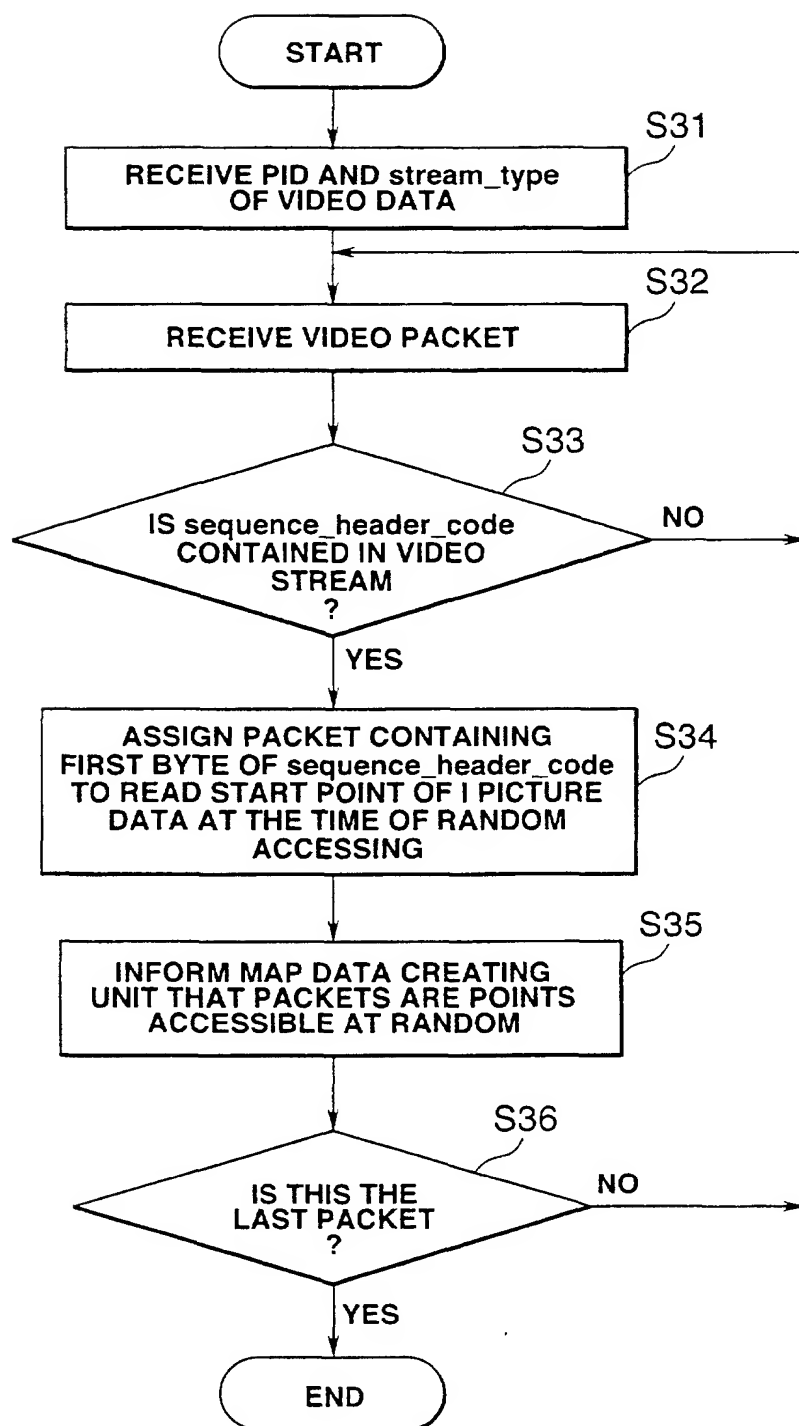 START
S31
RECEIVE PID AND stream_type
OF VIDEO DATA
S32
RECEIVE VIDEO PACKET
S33
IS sequence_header_code
CONTAINED IN VIDEO
STREAM
?
NO
YES
S34
ASSIGN PACKET CONTAINING
FIRST BYTE OF sequence_header_code
TO READ START POINT OF I PICTURE
DATA AT THE TIME OF RANDOM
ACCESSING
S35
INFORM MAP DATA CREATING
UNIT THAT PACKETS ARE POINTS
ACCESSIBLE AT RANDOM
S36
IS THIS THE
LAST PACKET
?
NO
YES
END